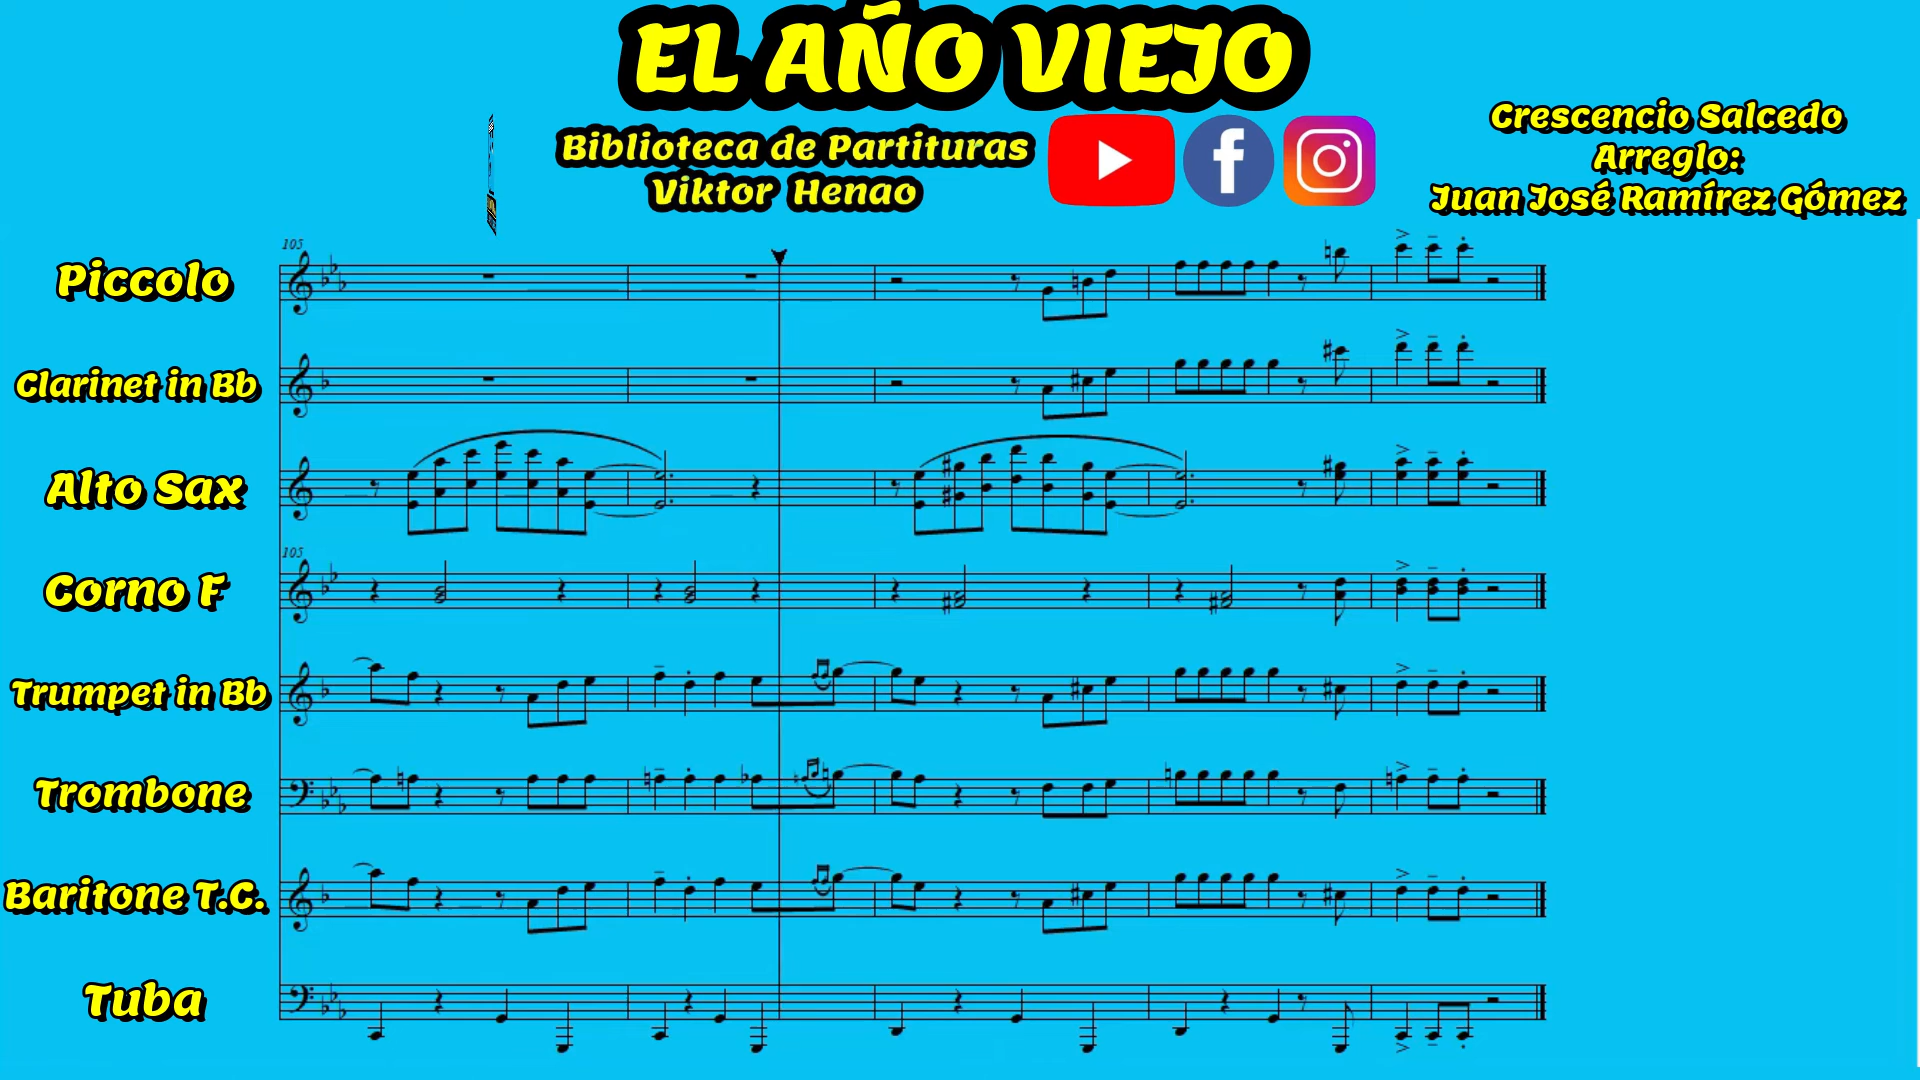 EL AÑO VIEJO
Biblioteca de Partituras
Viktor Henao
f
Crescencio Salcedo
Arreglo:
Juan José Ramírez Gómez
105
Piccolo
Clarinet in Bb
Alto Sax
105
Corno F
Trumpet in Bb
Trombone
Baritone T.C.
Tuba